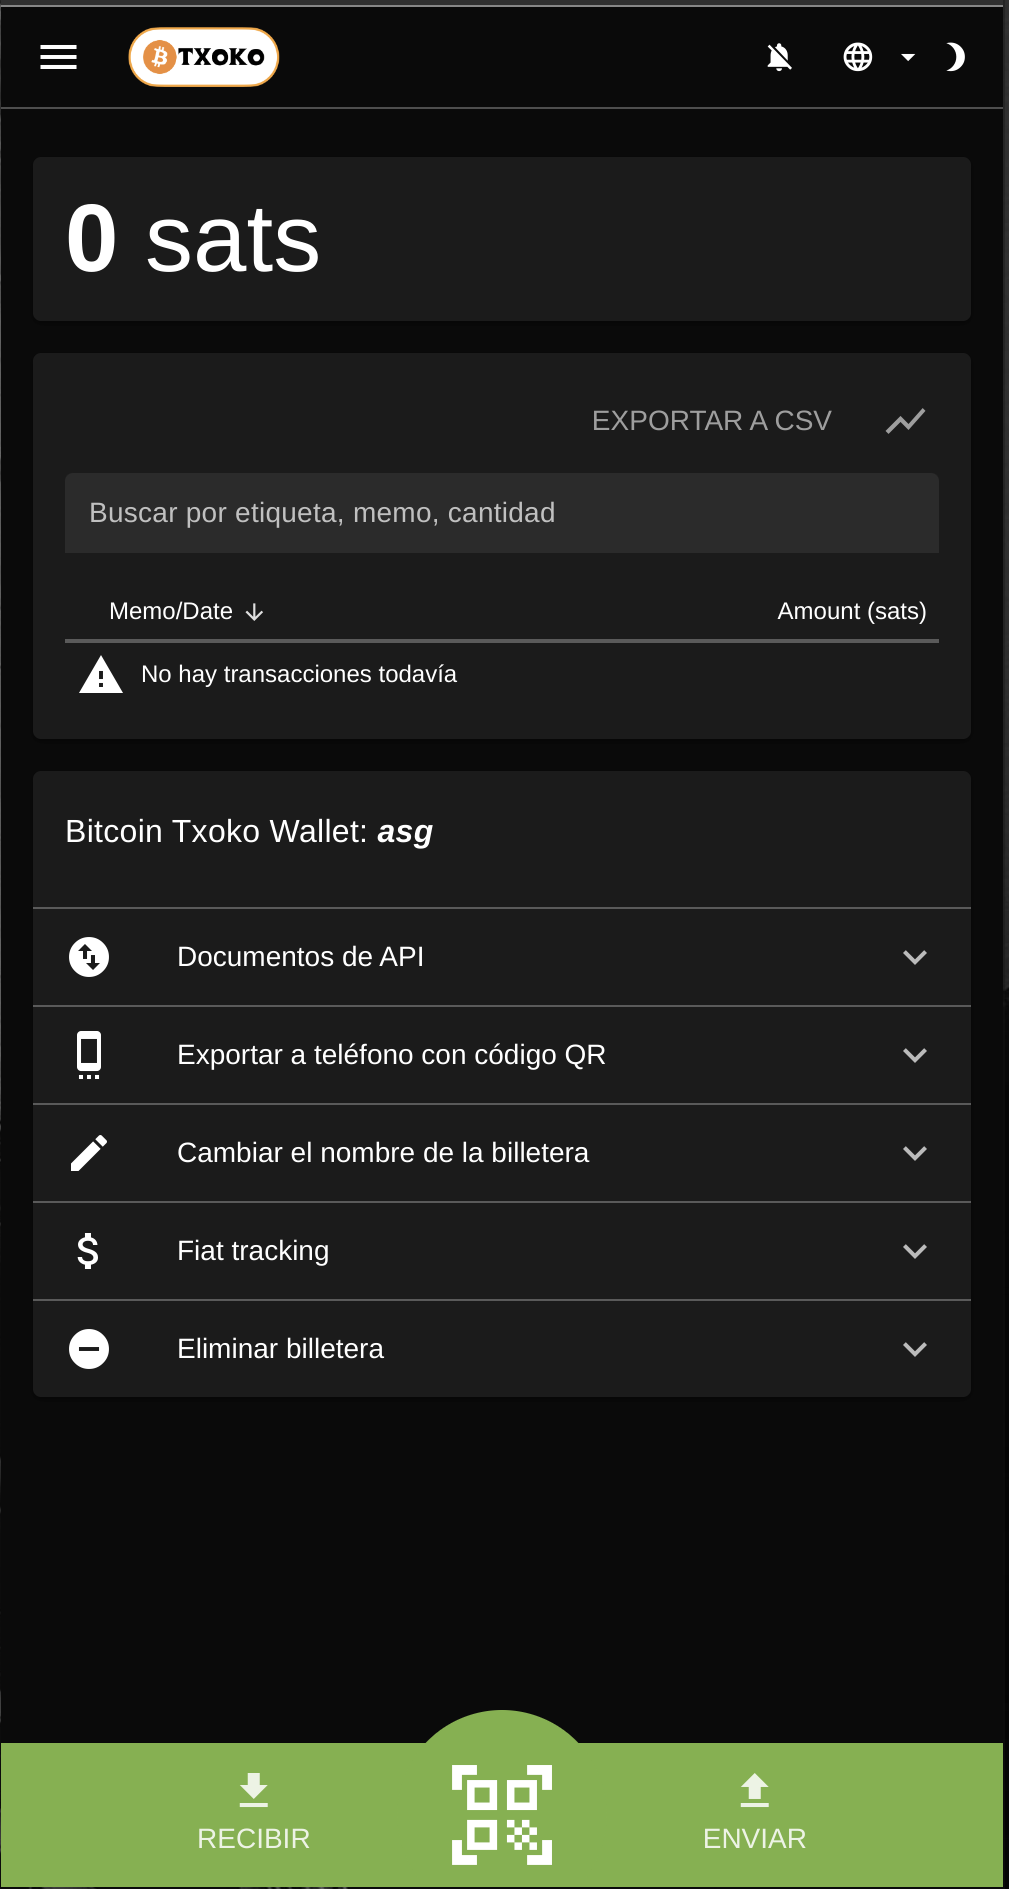 TXOKO
0 sats
EXPORTAR A CSV
Buscar por etiqueta, memo, cantidad
Memo/Date Amount (sats)
No hay transacciones todavía
Bitcoin Txoko Wallet: asg
Documentos de API
Exportar a teléfono con código QR
Cambiar el nombre de la billetera
Fiat tracking
Eliminar billetera
RECIBIR ENVIAR